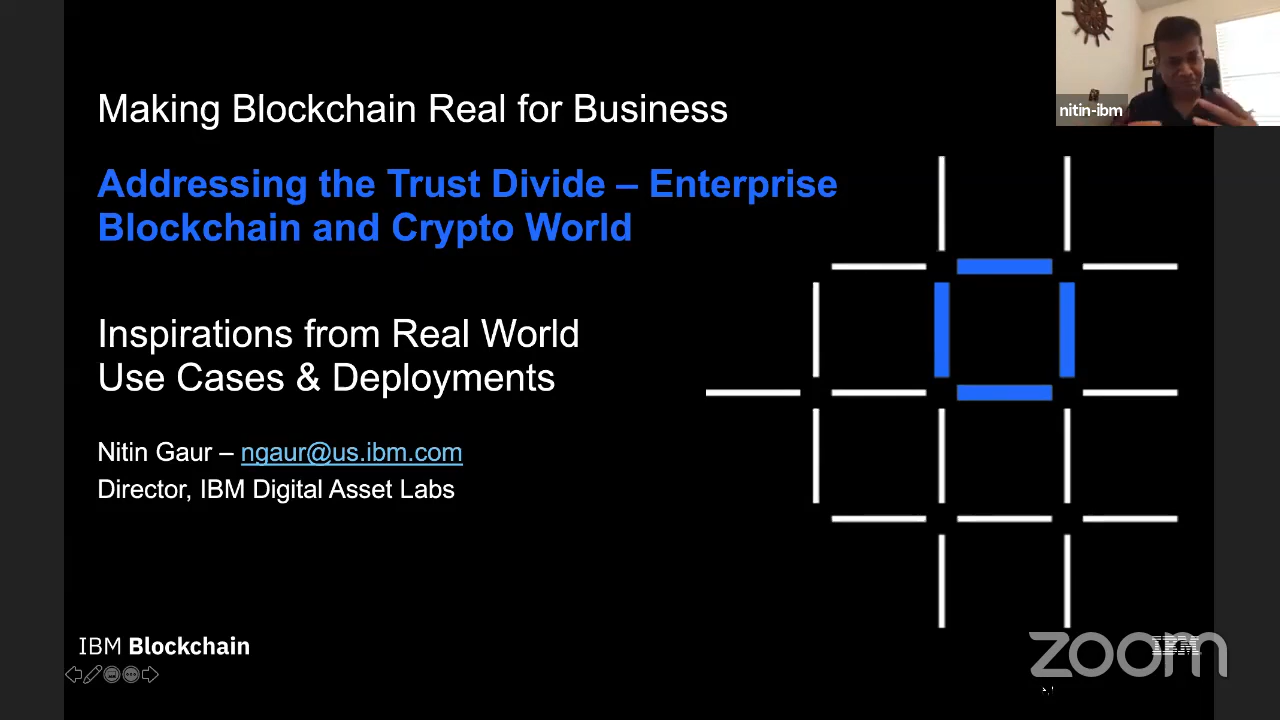 Making Blockchain Real for Business
Addressing the Trust Divide – Enterprise
Blockchain and Crypto World
Inspirations from Real World
Use Cases & Deployments
Nitin Gaur – ngaur@us.ibm.com
Director, IBM Digital Asset Labs
IBM Blockchain
nitin-ibm
zoom
IBM